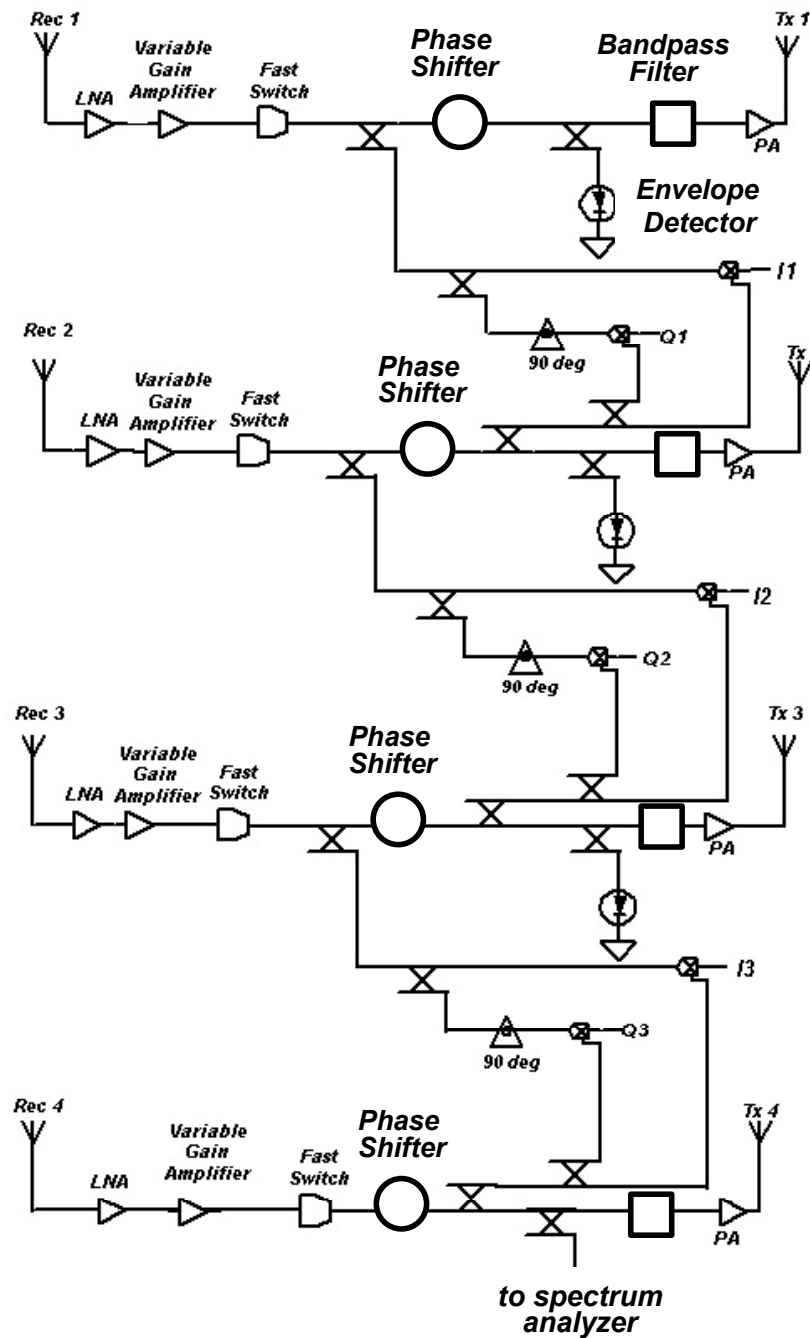 Rec 1
LNA
Variable
Gain
Amplifier
Fast
Switch
Phase
Shifter
Bandpass
Filter
Tx 1
PA
Envelope
Detector
I1
90 deg
Q1
Rec 2
LNA
Variable
Gain
Amplifier
Fast
Switch
Phase
Shifter
Tx
PA
I2
90 deg
Q2
Rec 3
LNA
Variable
Gain
Amplifier
Fast
Switch
Phase
Shifter
Tx 3
PA
I3
90 deg
Q3
Rec 4
LNA
Variable
Gain
Amplifier
Fast
Switch
Phase
Shifter
Tx 4
PA
to spectrum
analyzer